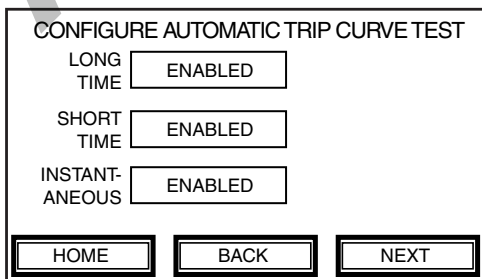 CONFIGURE AUTOMATIC TRIP CURVE TEST
LONG
TIME
ENABLED
SHORT
TIME
ENABLED
INSTANT-
ANEOUS
ENABLED
HOME BACK NEXT